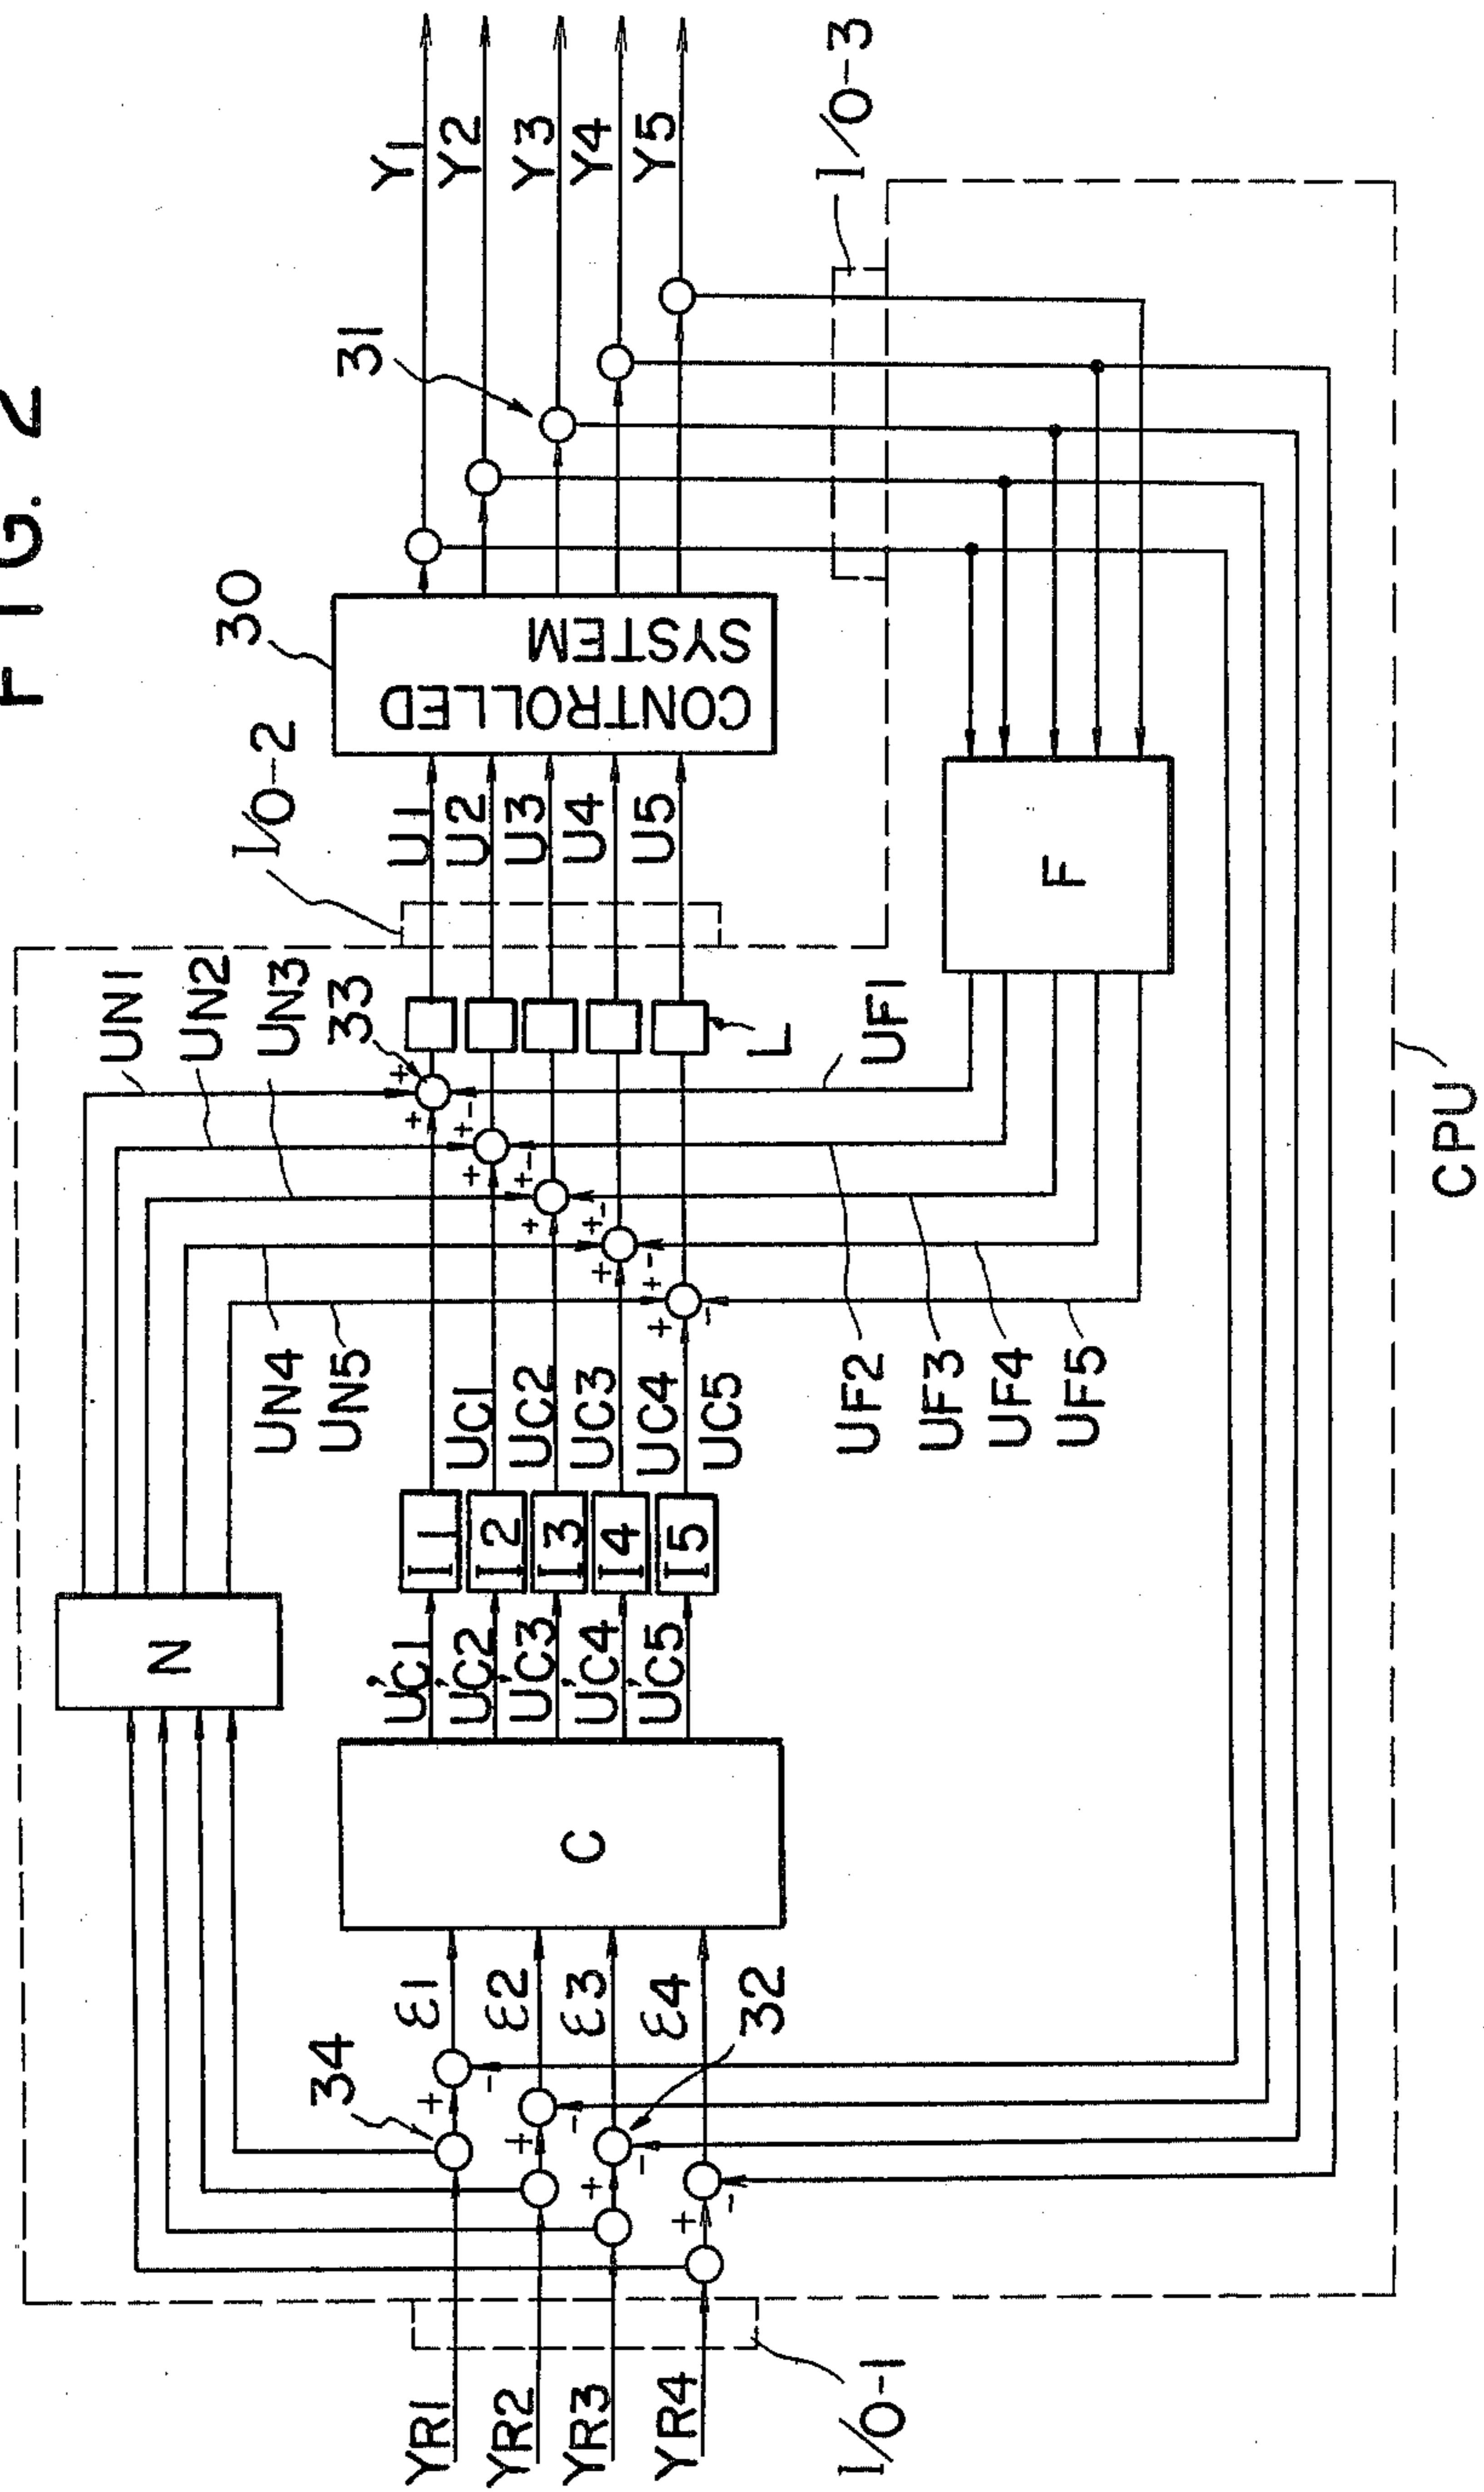 FIG. 2
YR1
YR2
YR3
YR4
I/O-1
34
32
ε1
ε2
ε3
ε4
C
N
U'C1
U'C2
U'C3
U'C4
U'C5
I1
I2
I3
I4
I5
UC1
UC2
UC3
UC4
UC5
UN1
UN2
UN3
UN4
UN5
33
L
UF1
UF2
UF3
UF4
UF5
F
I/O-2
U1
U2
U3
U4
U5
30
CONTROLLED
SYSTEM
31
Y1
Y2
Y3
Y4
Y5
I/O-3
CPU